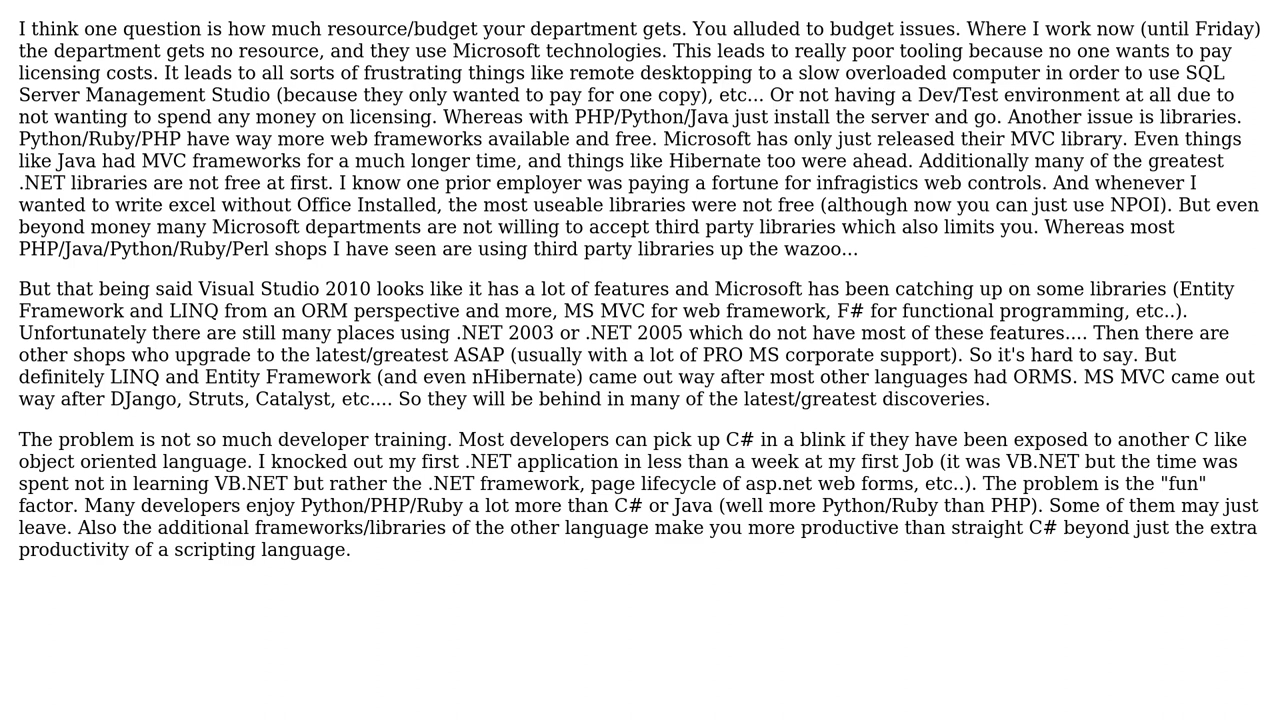 I think one question is how much resource/budget your department gets. You alluded to budget issues. Where I work now (until Friday)
the department gets no resource, and they use Microsoft technologies. This leads to really poor tooling because no one wants to pay
licensing costs. It leads to all sorts of frustrating things like remote desktopping to a slow overloaded computer in order to use SQL
Server Management Studio (because they only wanted to pay for one copy), etc... Or not having a Dev/Test environment at all due to
not wanting to spend any money on licensing. Whereas with PHP/Python/Java just install the server and go. Another issue is libraries.
Python/Ruby/PHP have way more web frameworks available and free. Microsoft has only just released their MVC library. Even things
like Java had MVC frameworks for a much longer time, and things like Hibernate too were ahead. Additionally many of the greatest
.NET libraries are not free at first. I know one prior employer was paying a fortune for infragistics web controls. And whenever I
wanted to write excel without Office Installed, the most useable libraries were not free (although now you can just use NPOI). But even
beyond money many Microsoft departments are not willing to accept third party libraries which also limits you. Whereas most
PHP/Java/Python/Ruby/Perl shops I have seen are using third party libraries up the wazoo...
But that being said Visual Studio 2010 looks like it has a lot of features and Microsoft has been catching up on some libraries (Entity
Framework and LINQ from an ORM perspective and more, MS MVC for web framework, F# for functional programming, etc..).
Unfortunately there are still many places using .NET 2003 or .NET 2005 which do not have most of these features.... Then there are
other shops who upgrade to the latest/greatest ASAP (usually with a lot of PRO MS corporate support). So it's hard to say. But
definitely LINQ and Entity Framework (and even nHibernate) came out way after most other languages had ORMS. MS MVC came out
way after DJango, Struts, Catalyst, etc.... So they will be behind in many of the latest/greatest discoveries.
The problem is not so much developer training. Most developers can pick up C# in a blink if they have been exposed to another C like
object oriented language. I knocked out my first .NET application in less than a week at my first Job (it was VB.NET but the time was
spent not in learning VB.NET but rather the .NET framework, page lifecycle of asp.net web forms, etc..). The problem is the "fun"
factor. Many developers enjoy Python/PHP/Ruby a lot more than C# or Java (well more Python/Ruby than PHP). Some of them may just
leave. Also the additional frameworks/libraries of the other language make you more productive than straight C# beyond just the extra
productivity of a scripting language.